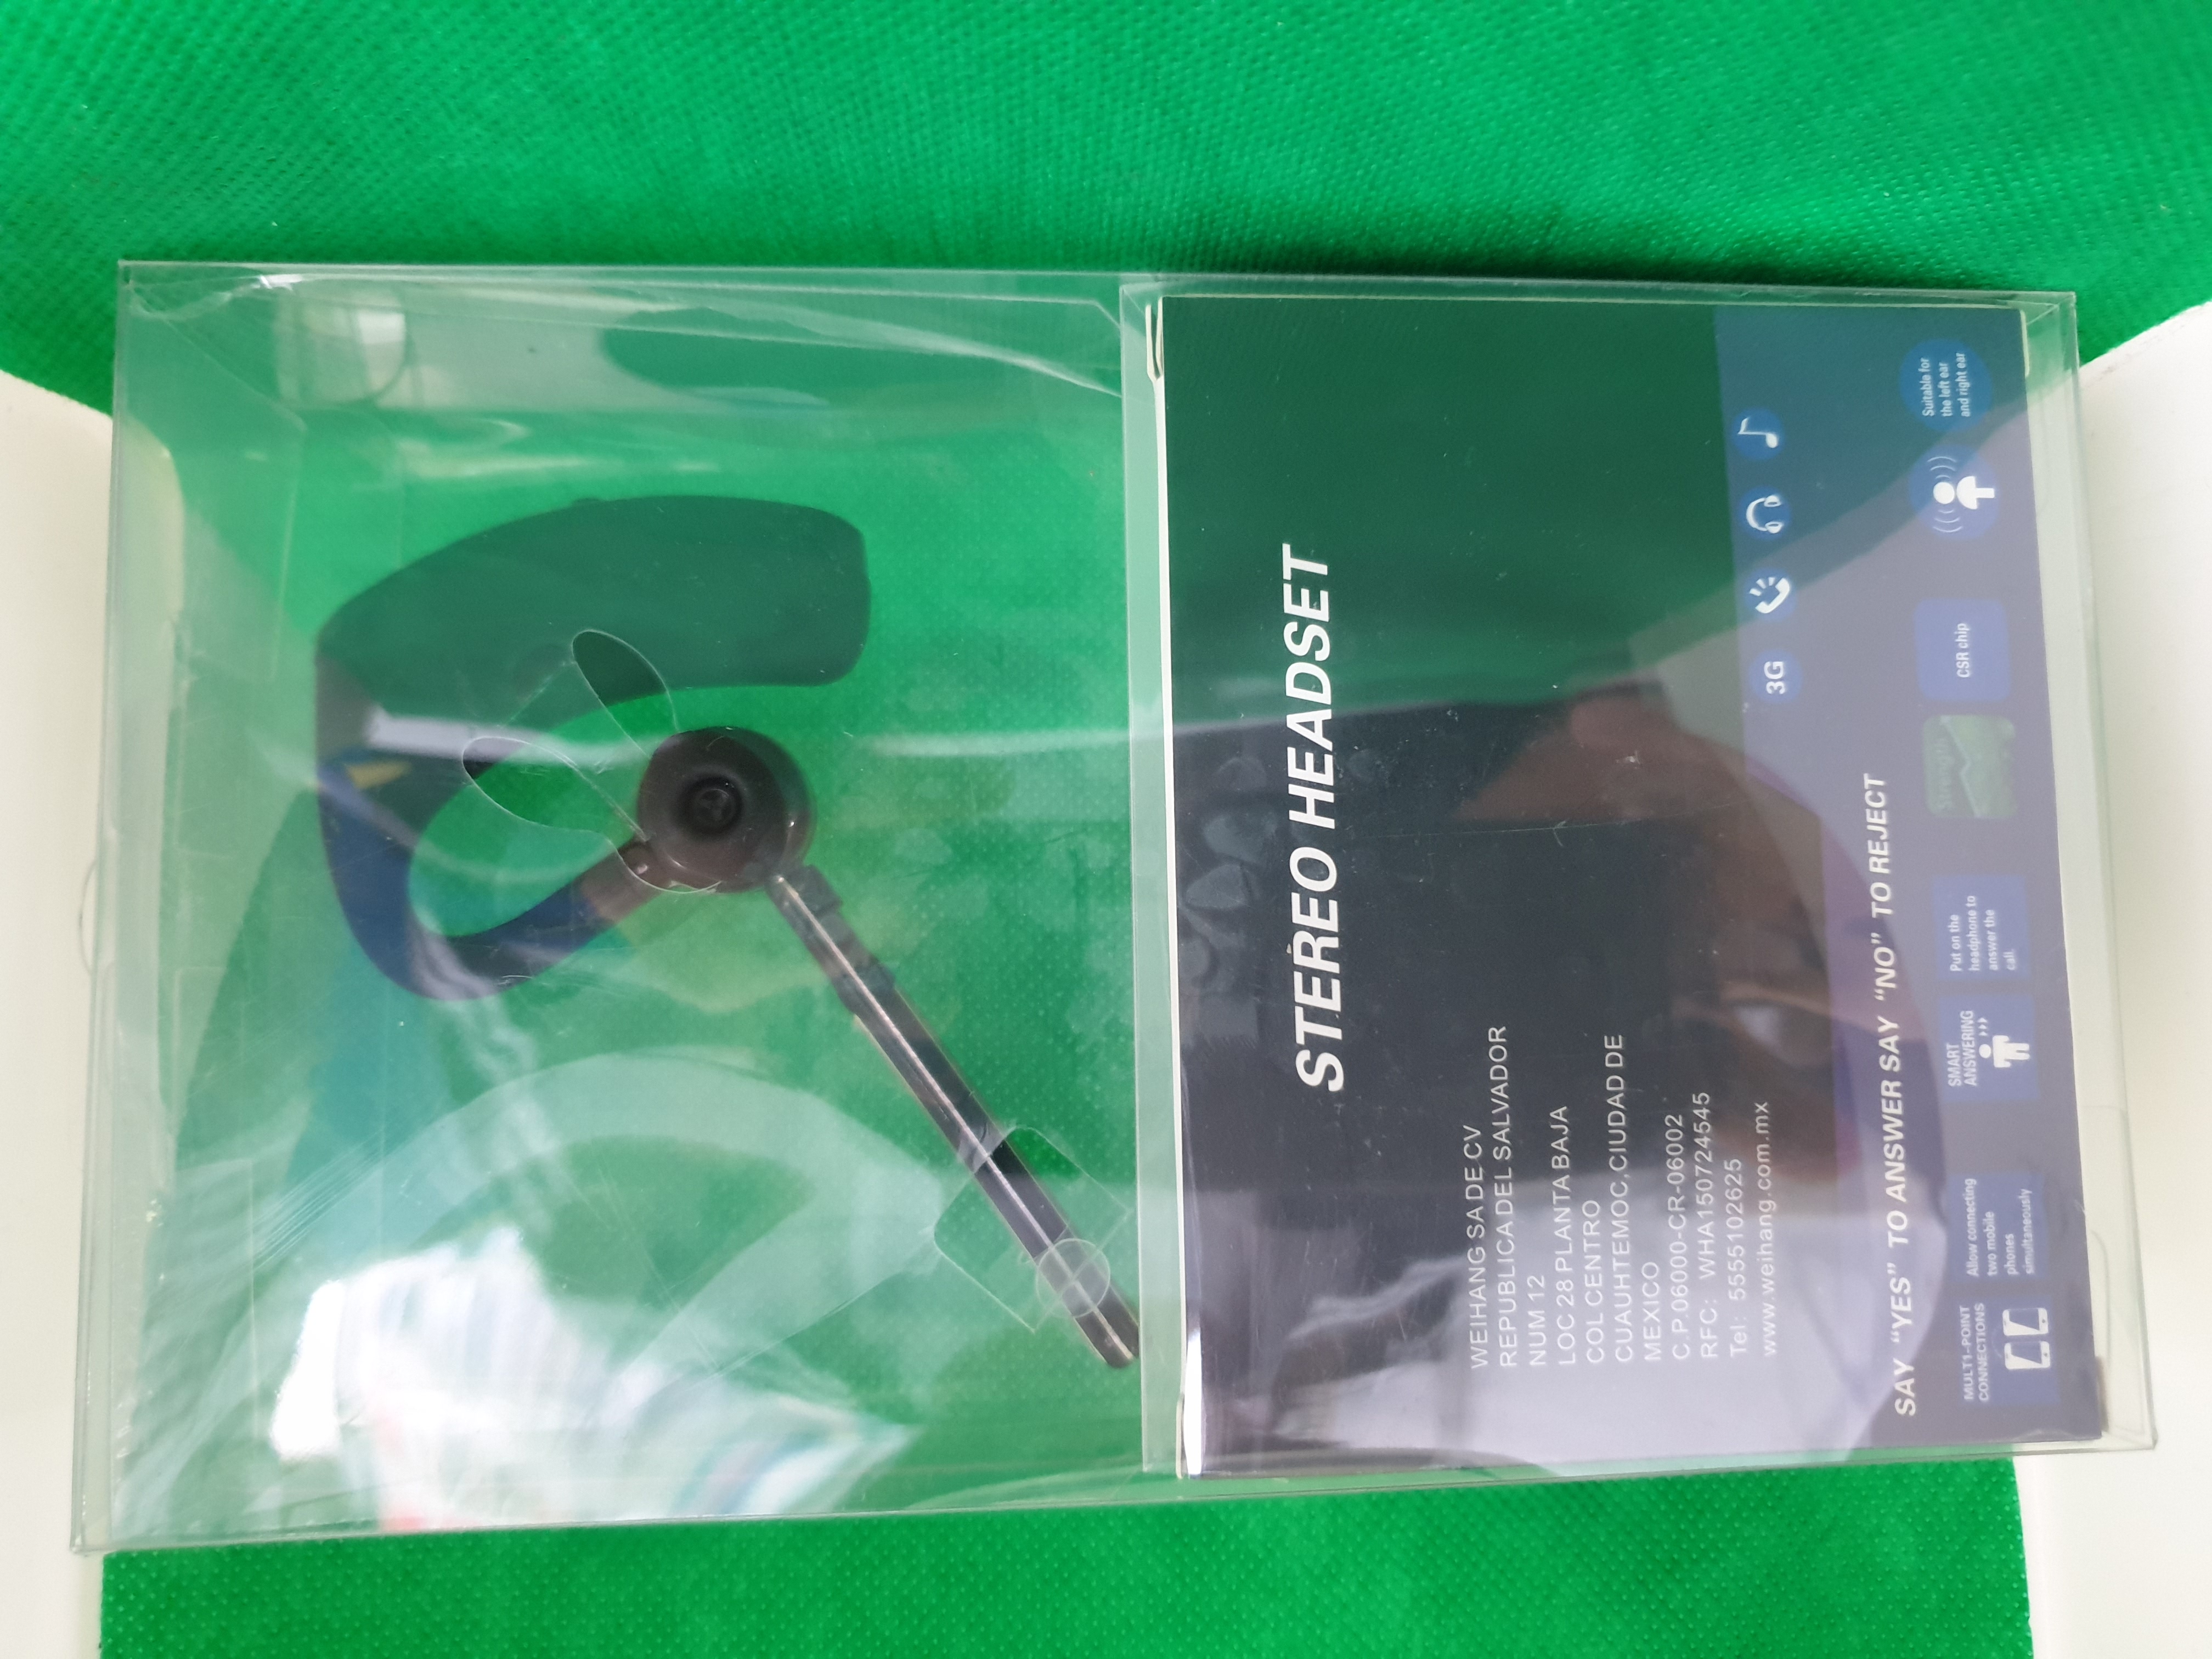 STEREO HEADSET
WEIHANG SA DE CV
REPUBLICA DEL SALVADOR
NUM 12
LOC 28 PLANTA BAJA
COL CENTRO
CUAUHTEMOC,CIUDAD DE
MEXICO
C.P.06000-CR-06002
RFC: WHA150724545
Tel: 5555102625
www.weihang.com.mx
3G
SAY “YES” TO ANSWER SAY “NO” TO REJECT
MULT1-POINT
CONNECTIONS
Allow connecting
two mobile
phones
simultaneously
SMART
ANSWERING
Put on the
headphone to
answer the
call.
CSR chip
Suitable for
the left ear
and right ear